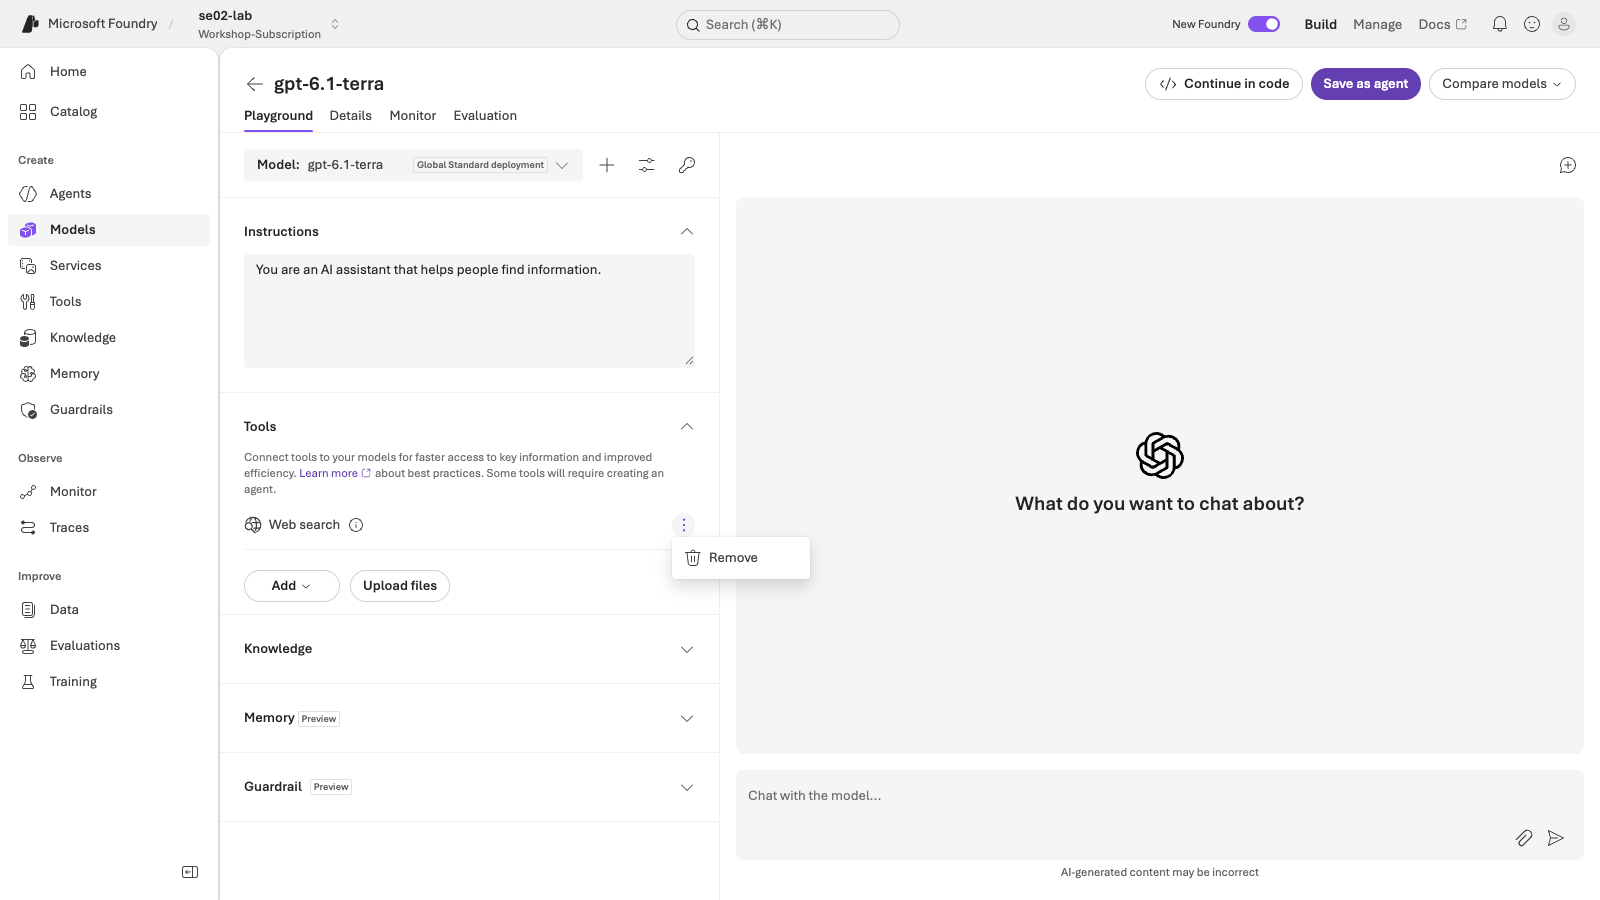 Microsoft Foundry
/
se02-lab
Workshop-Subscription
Search (⌘K)
New Foundry
Build
Manage
Docs
Home
Catalog
Create
Agents
Models
Services
Tools
Knowledge
Memory
Guardrails
Observe
Monitor
Traces
Improve
Data
Evaluations
Training
gpt-6.1-terra
Continue in code
Save as agent
Compare models
Playground
Details
Monitor
Evaluation
Model: gpt-6.1-terra
Global Standard deployment
Instructions
You are an AI assistant that helps people find information.
Tools
Connect tools to your models for faster access to key information and improved
efficiency. Learn more about best practices. Some tools will require creating an
agent.
Web search
Remove
Add
Upload files
Knowledge
Memory Preview
Guardrail Preview
What do you want to chat about?
Chat with the model...
AI-generated content may be incorrect